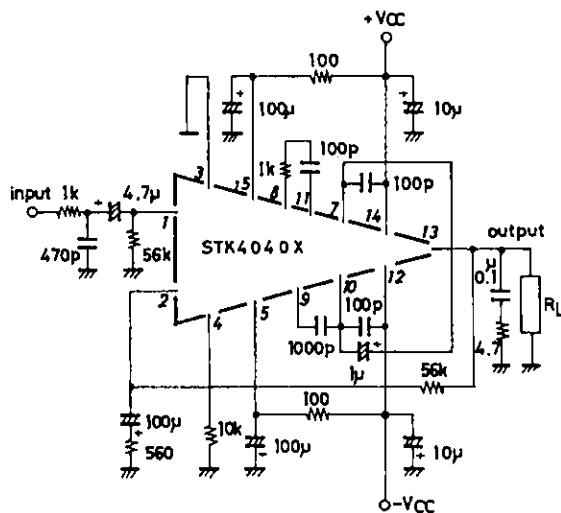 +VCC
100
100μ
10μ
100p
1k
100p
3
15
8
11
7
14
13
input
1k
4.7μ
470p
56k
1
STK4040X
output
12
0.1μ
RL
4.7
2
4
5
9
10
100p
1000p
1μ
56k
100
100μ
560
10k
100μ
10μ
-VCC